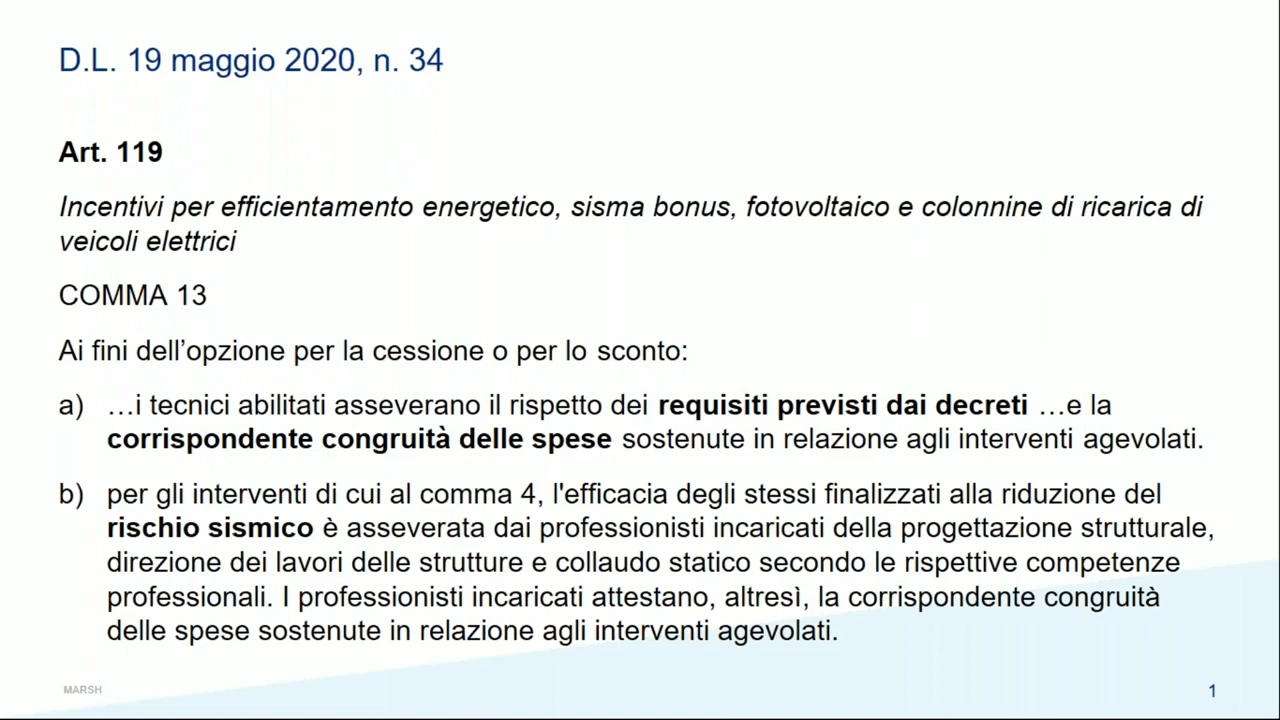 D.L. 19 maggio 2020, n. 34
Art. 119
Incentivi per efficientamento energetico, sisma bonus, fotovoltaico e colonnine di ricarica di
veicoli elettrici
COMMA 13
Ai fini dell’opzione per la cessione o per lo sconto:
a) …i tecnici abilitati asseverano il rispetto dei requisiti previsti dai decreti …e la
corrispondente congruità delle spese sostenute in relazione agli interventi agevolati.
b) per gli interventi di cui al comma 4, l'efficacia degli stessi finalizzati alla riduzione del
rischio sismico è asseverata dai professionisti incaricati della progettazione strutturale,
direzione dei lavori delle strutture e collaudo statico secondo le rispettive competenze
professionali. I professionisti incaricati attestano, altresì, la corrispondente congruità
delle spese sostenute in relazione agli interventi agevolati.
MARSH
1